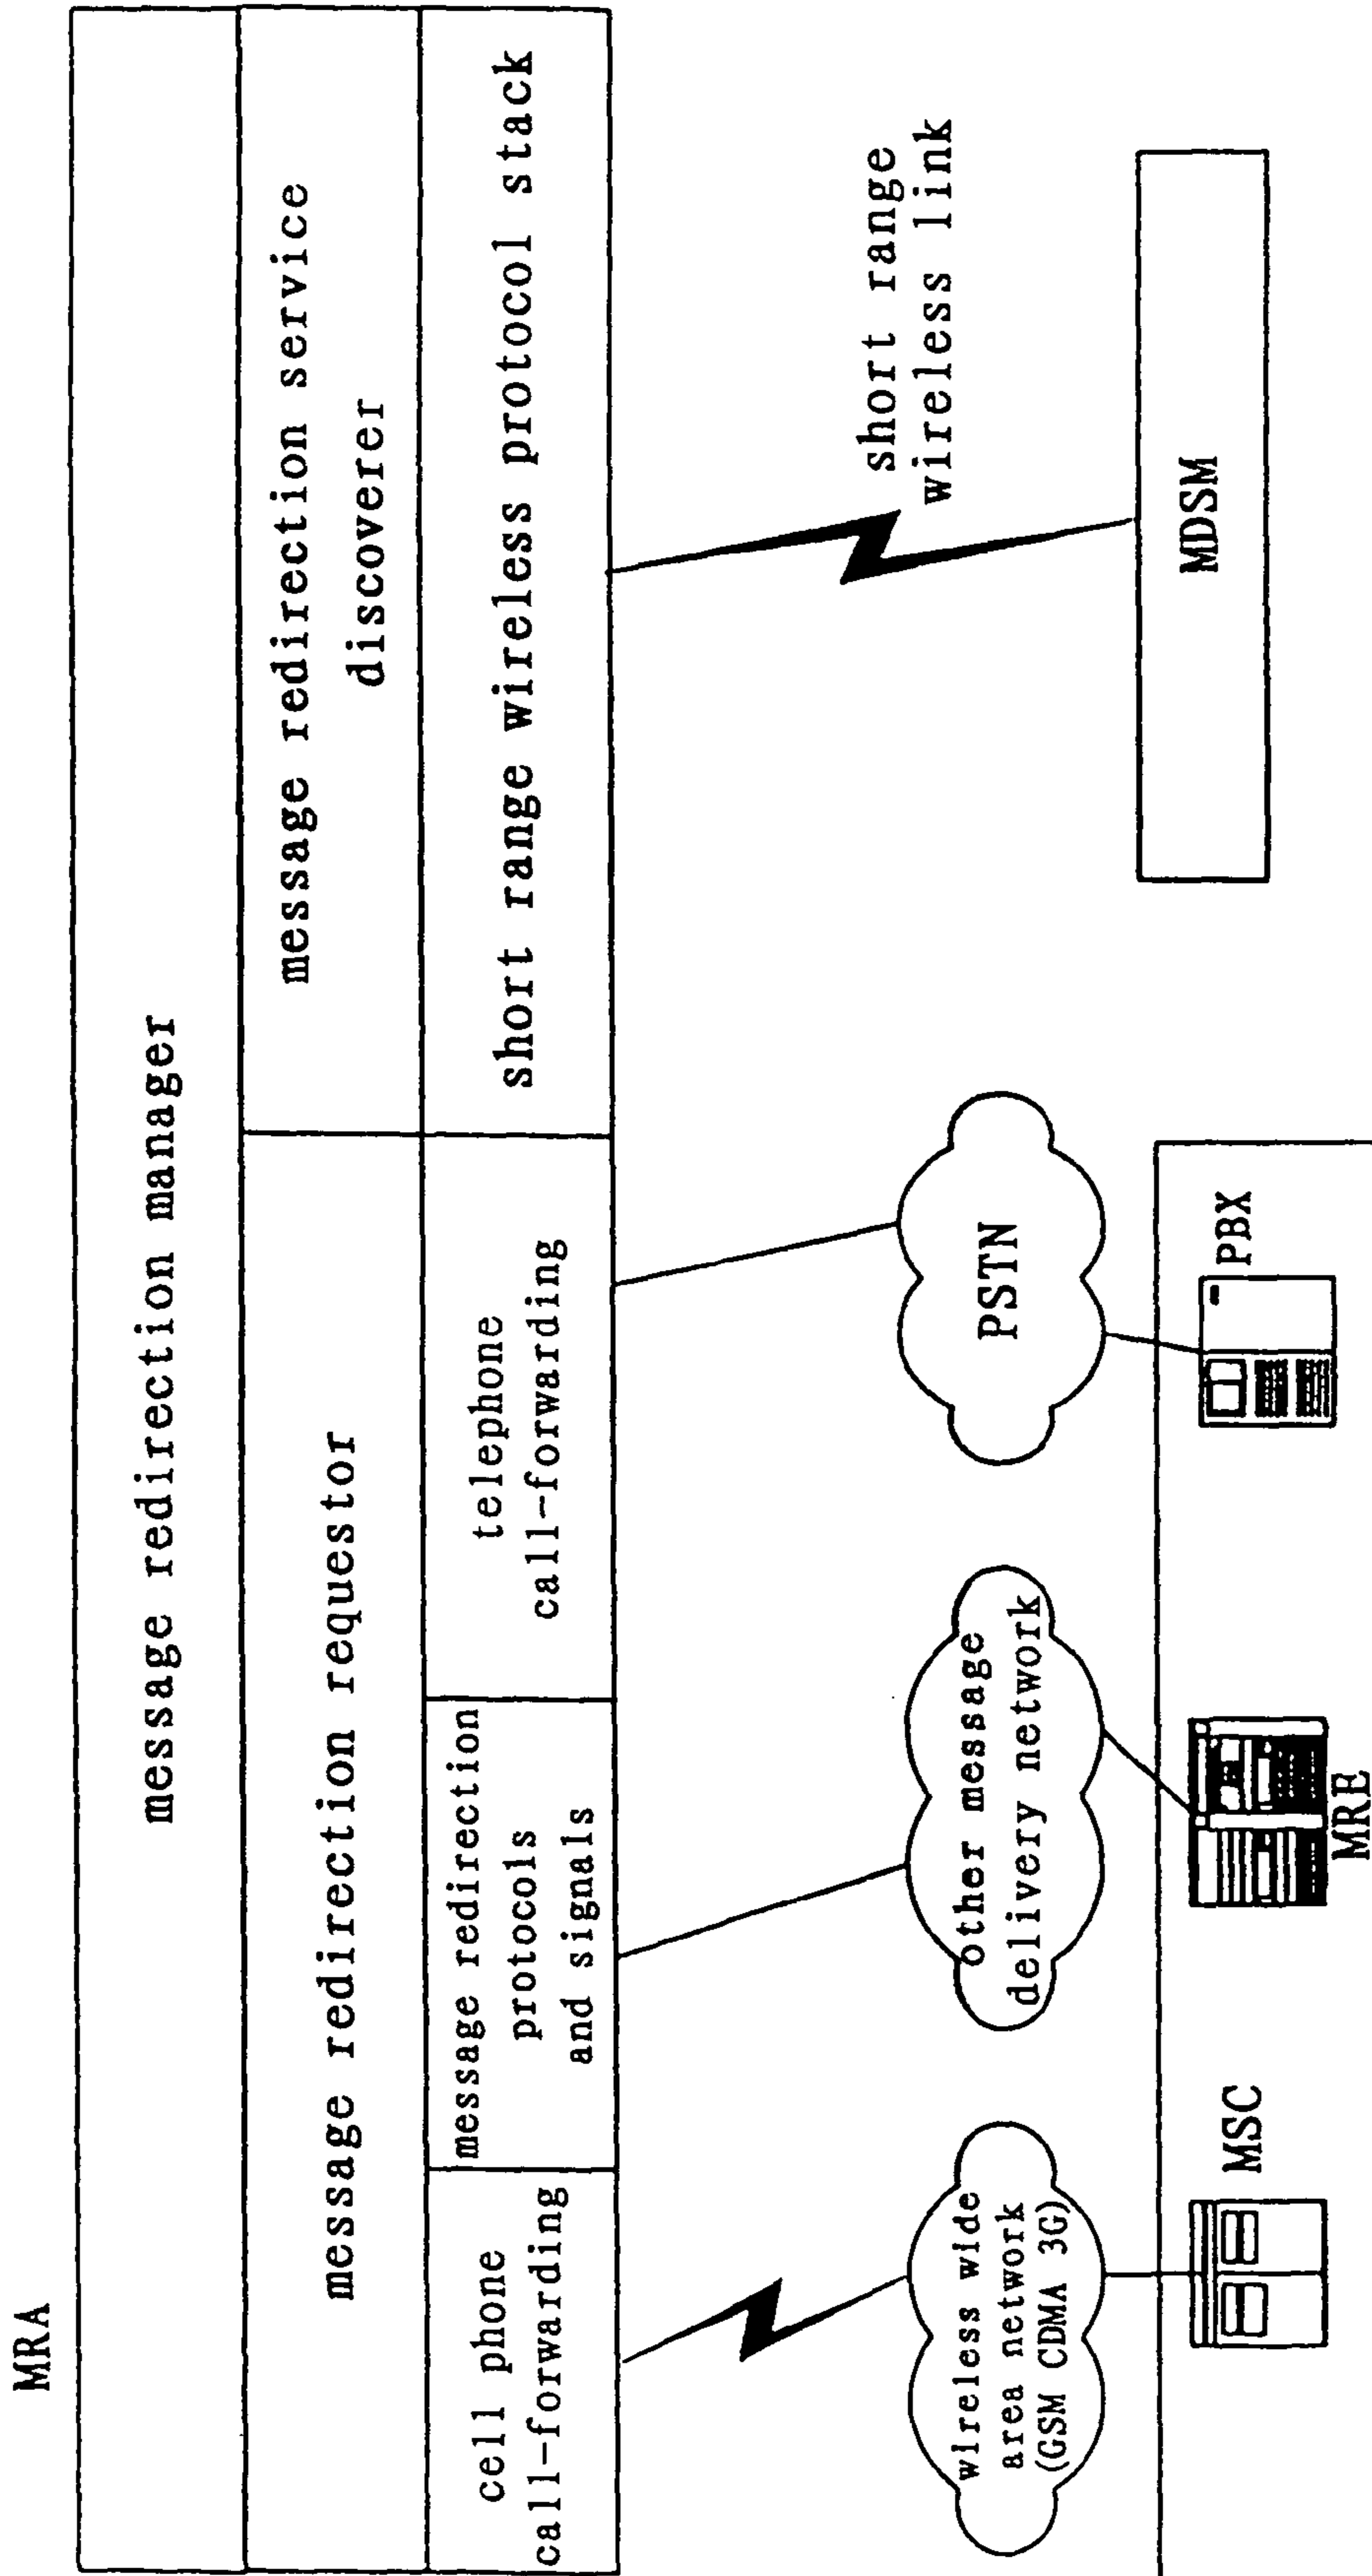 MRA
message redirection manager
message redirection requestor
message redirection service
discoverer
cell phone
call-forwarding
message redirection
protocols
and signals
telephone
call-forwarding
short range wireless protocol stack
short range
wireless link
wireless wide
area network
(GSM CDMA 3G)
other message
delivery network
PSTN
MDSM
MSC
MRE
PBX